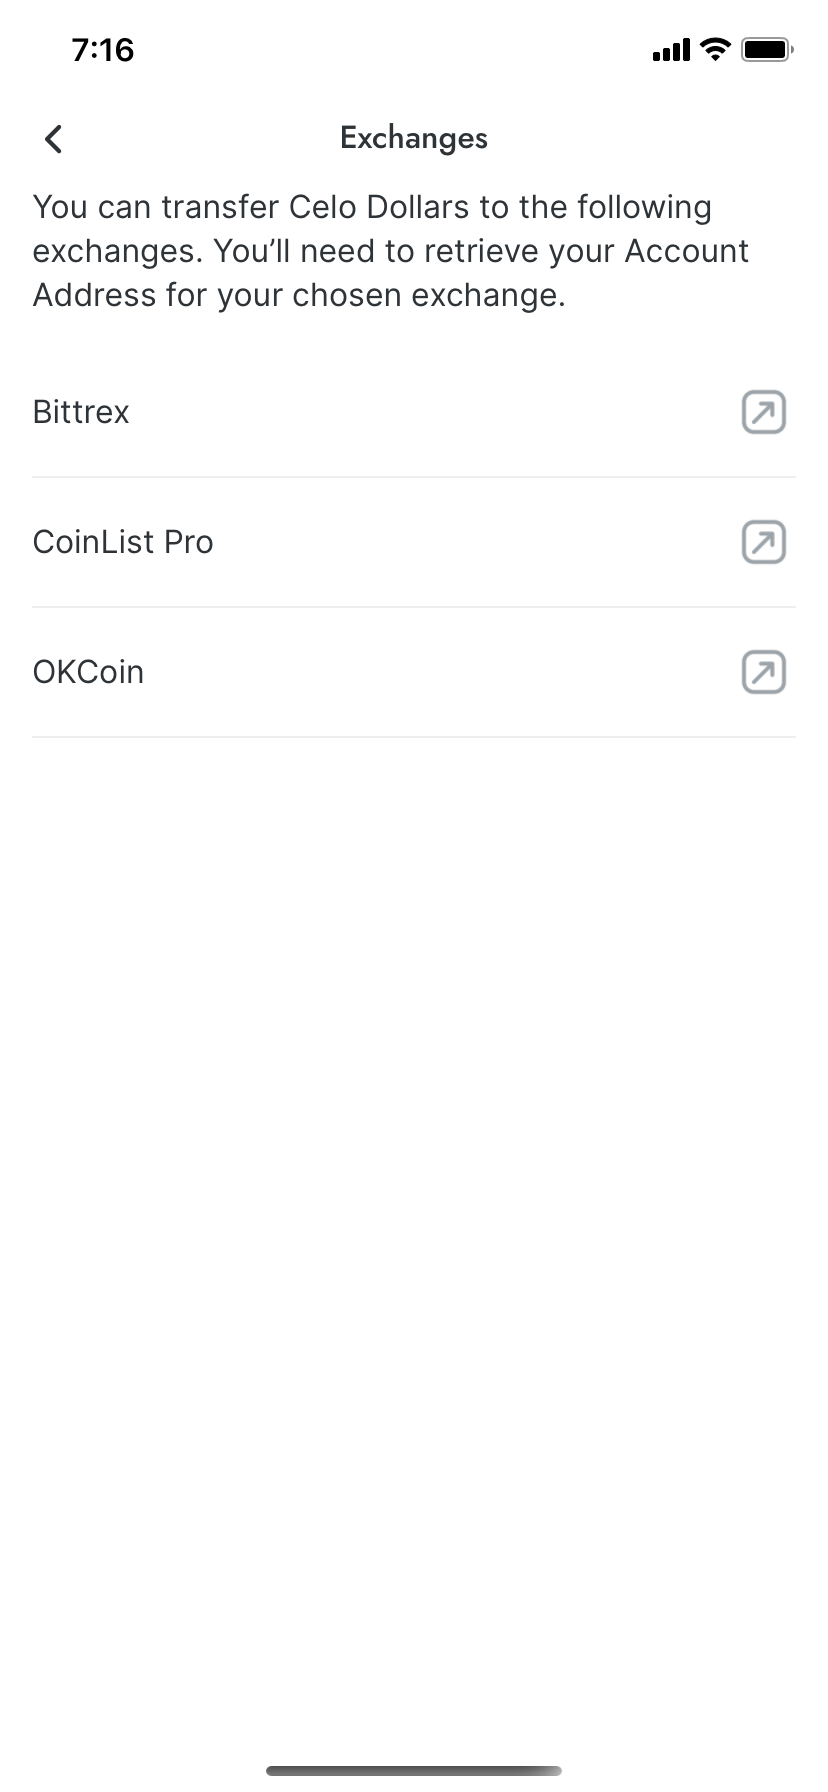 7:16
Exchanges
You can transfer Celo Dollars to the following
exchanges. You’ll need to retrieve your Account
Address for your chosen exchange.
Bittrex
CoinList Pro
OKCoin